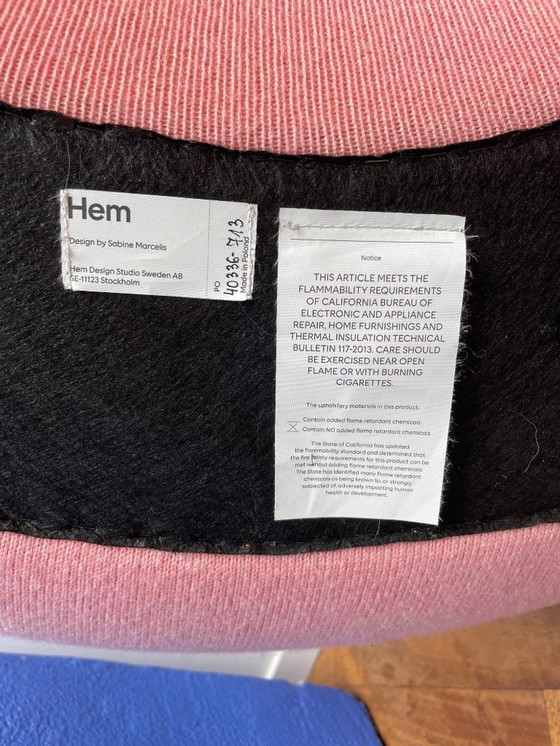 Hem
Design by Sabine Marcelis
Hem Design Studio Sweden AB
SE-11123 Stockholm
PO
40336-713
Made in Poland
Notice
THIS ARTICLE MEETS THE
FLAMMABILITY REQUIREMENTS
OF CALIFORNIA BUREAU OF
ELECTRONIC AND APPLIANCE
REPAIR, HOME FURNISHINGS AND
THERMAL INSULATION TECHNICAL
BULLETIN 117-2013. CARE SHOULD
BE EXERCISED NEAR OPEN
FLAME OR WITH BURNING
CIGARETTES.
The upholstery materials in this product:
Contain added flame retardant chemicals
Contain NO added flame retardant chemicals
The State of California has updated
the flammability standard and determined that
the fire safety requirements for this product can be
met without adding flame retardant chemicals.
The State has identified many flame retardant
chemicals as being known to, or strongly
suspected of, adversely impacting human
health or development.